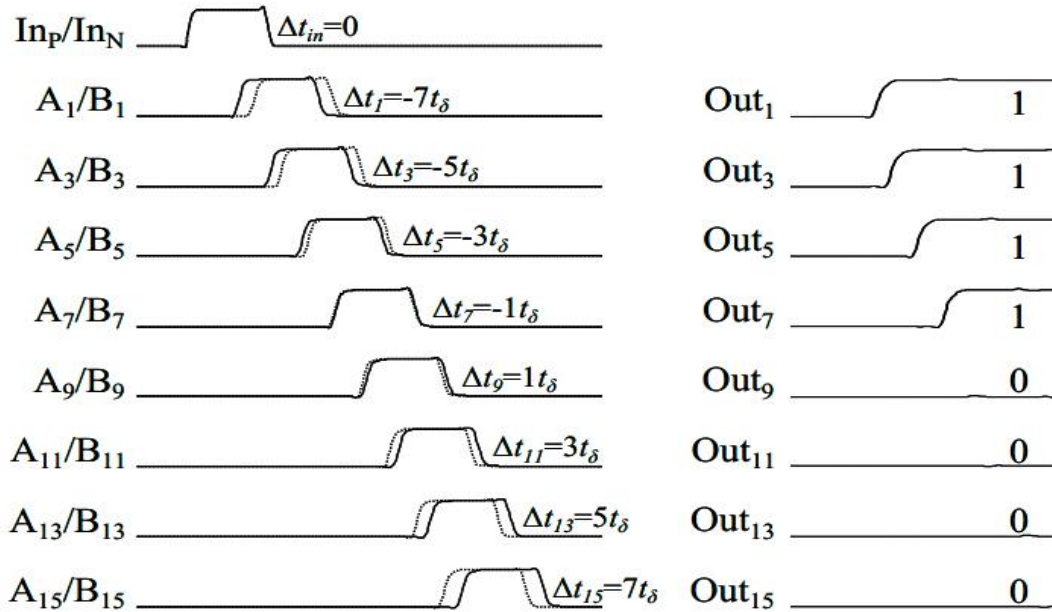 In_P/In_N Δt_in=0
A_1/B_1 Δt_1=-7t_δ Out_1 1
A_3/B_3 Δt_3=-5t_δ Out_3 1
A_5/B_5 Δt_5=-3t_δ Out_5 1
A_7/B_7 Δt_7=-1t_δ Out_7 1
A_9/B_9 Δt_9=1t_δ Out_9 0
A_11/B_11 Δt_11=3t_δ Out_11 0
A_13/B_13 Δt_13=5t_δ Out_13 0
A_15/B_15 Δt_15=7t_δ Out_15 0